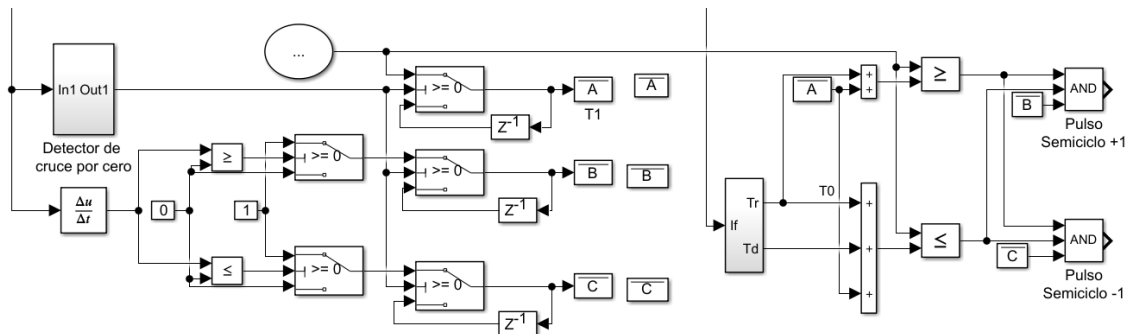 ...
In1 Out1
Detector de
cruce por cero
Δu
Δt
0
1
≥
≤
>= 0
>= 0
>= 0
>= 0
>= 0
Z-1
Z-1
Z-1
A
T1
A
B
B
C
C
If
Tr
Td
T0
A
+
+
+
+
+
≥
≤
B
AND
Pulso
Semiciclo +1
C
AND
Pulso
Semiciclo -1